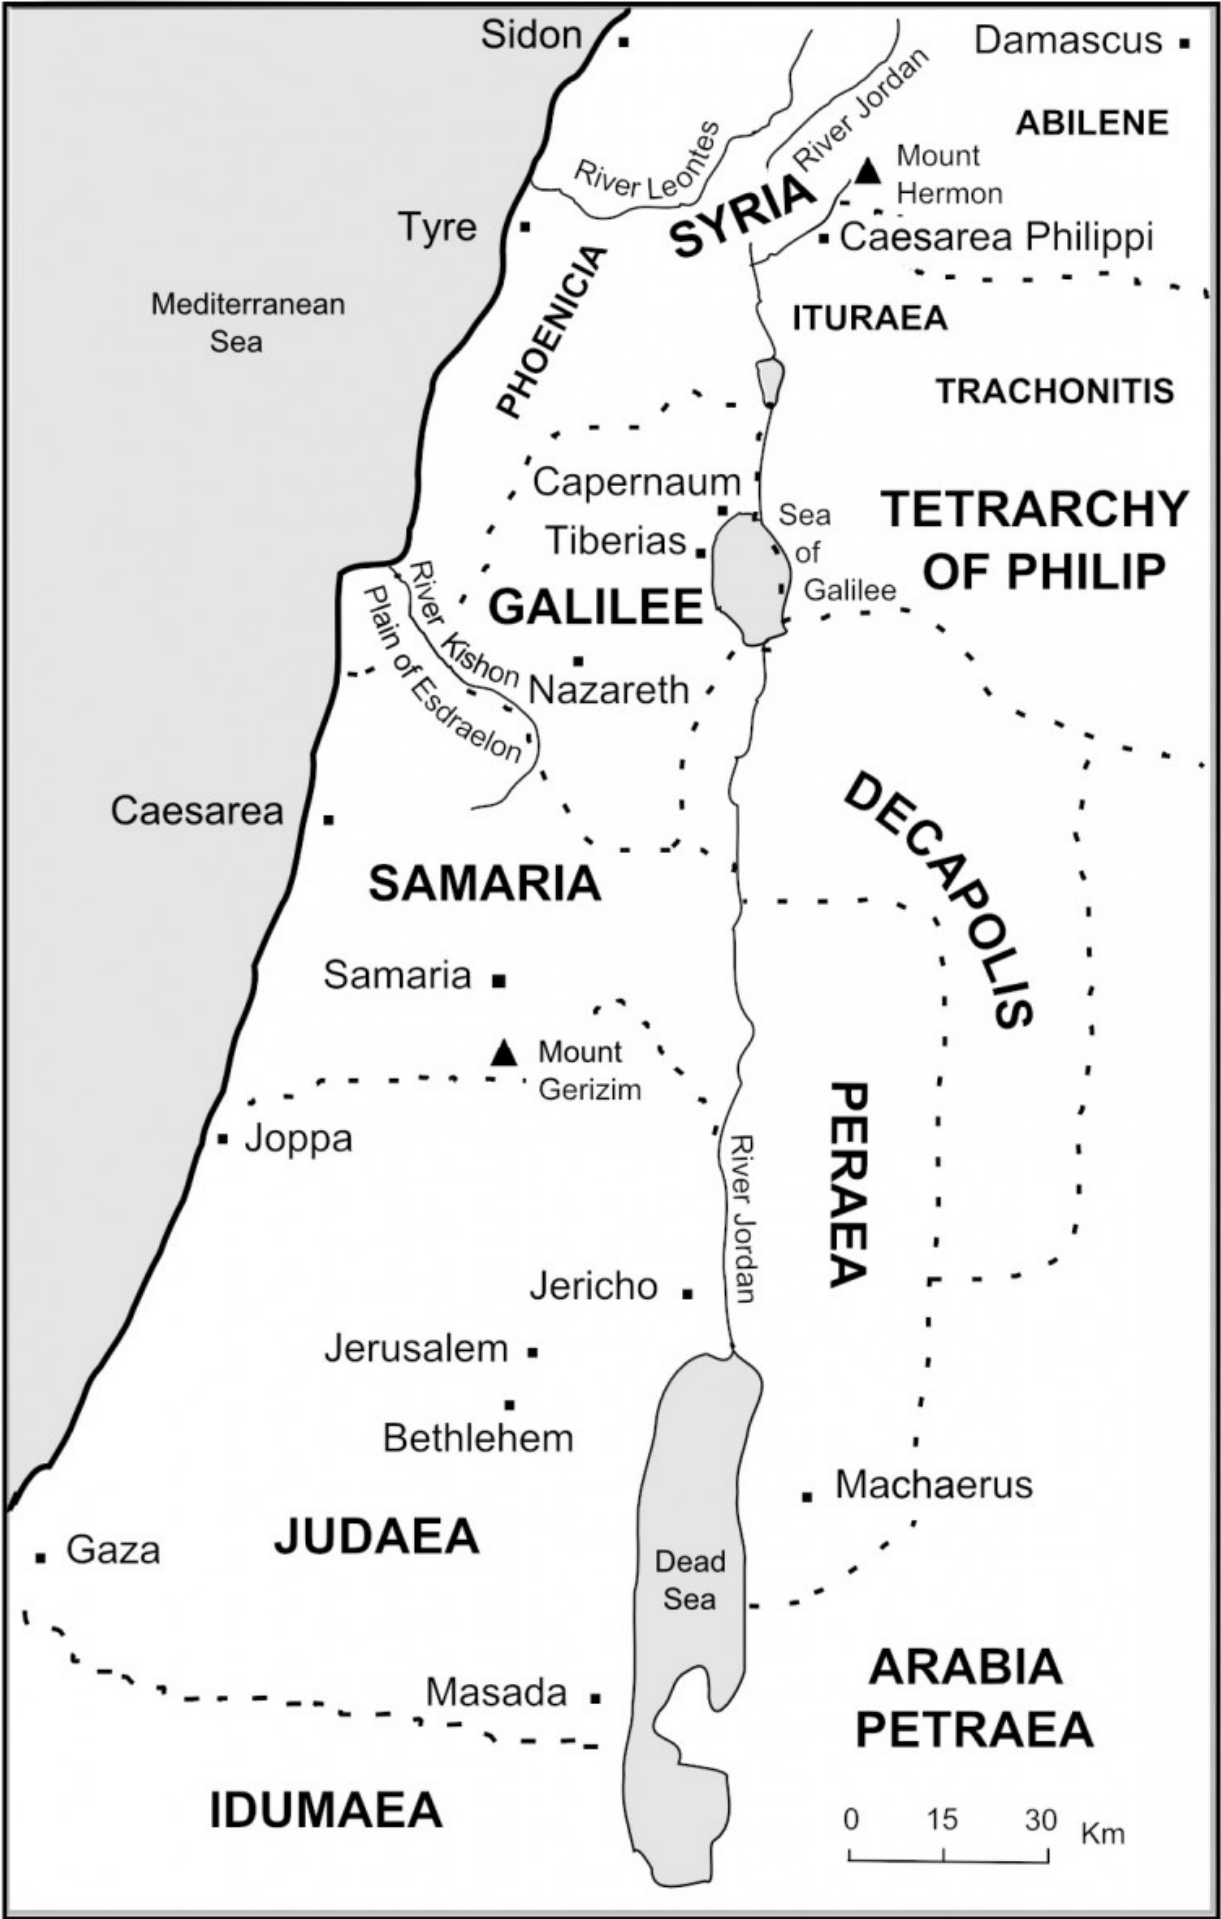 Sidon
Damascus
River Jordan
ABILENE
River Leontes
Mount
Hermon
SYRIA
Tyre
Caesarea Philippi
Mediterranean
Sea
PHOENICIA
ITURAEA
TRACHONITIS
Capernaum
Sea
of
Galilee
TETRARCHY
OF PHILIP
Tiberias
GALILEE
River Kishon
Plain of Esdraelon
Nazareth
Caesarea
DECAPOLIS
SAMARIA
Samaria
Mount
Gerizim
PERAEA
Joppa
River Jordan
Jericho
Jerusalem
Bethlehem
Machaerus
JUDAEA
Gaza
Dead
Sea
ARABIA
PETRAEA
Masada
IDUMAEA
0 15 30 Km